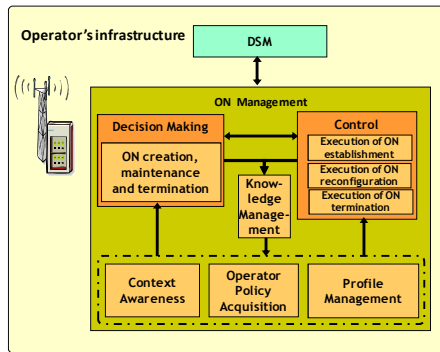 Operator's infrastructure
DSM
ON Management
Decision Making
ON creation,
maintenance
and termination
Control
Execution of ON
establishment
Execution of ON
reconfiguration
Execution of ON
termination
Know-
ledge
Manage-
ment
Context
Awareness
Operator
Policy
Acquisition
Profile
Management